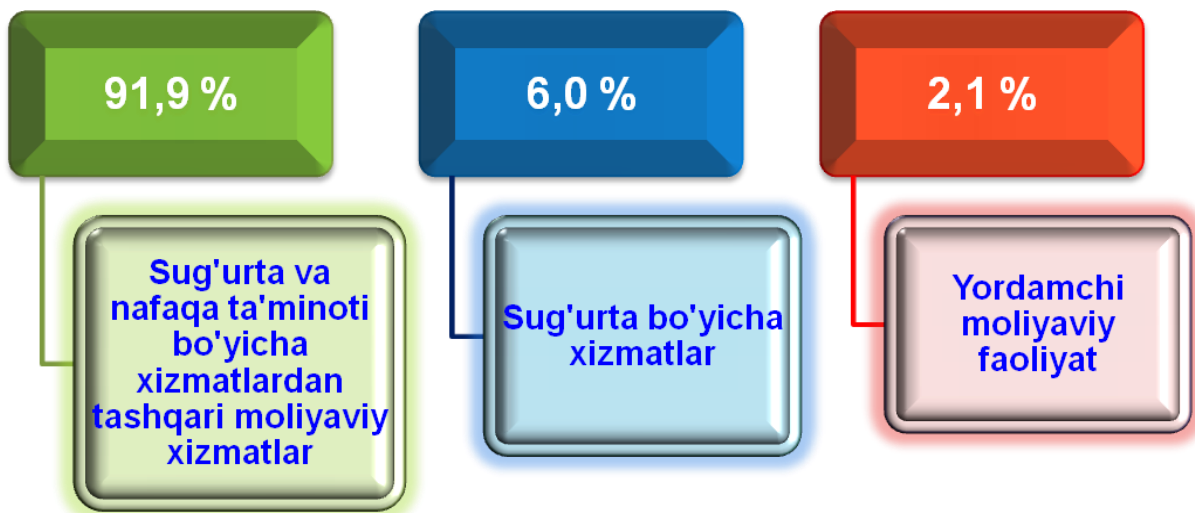 91,9 %
6,0 %
2,1 %
Sug'urta va
nafaqa ta'minoti
bo'yicha
xizmatlardan
tashqari moliyaviy
xizmatlar
Sug'urta bo'yicha
xizmatlar
Yordamchi
moliyaviy
faoliyat